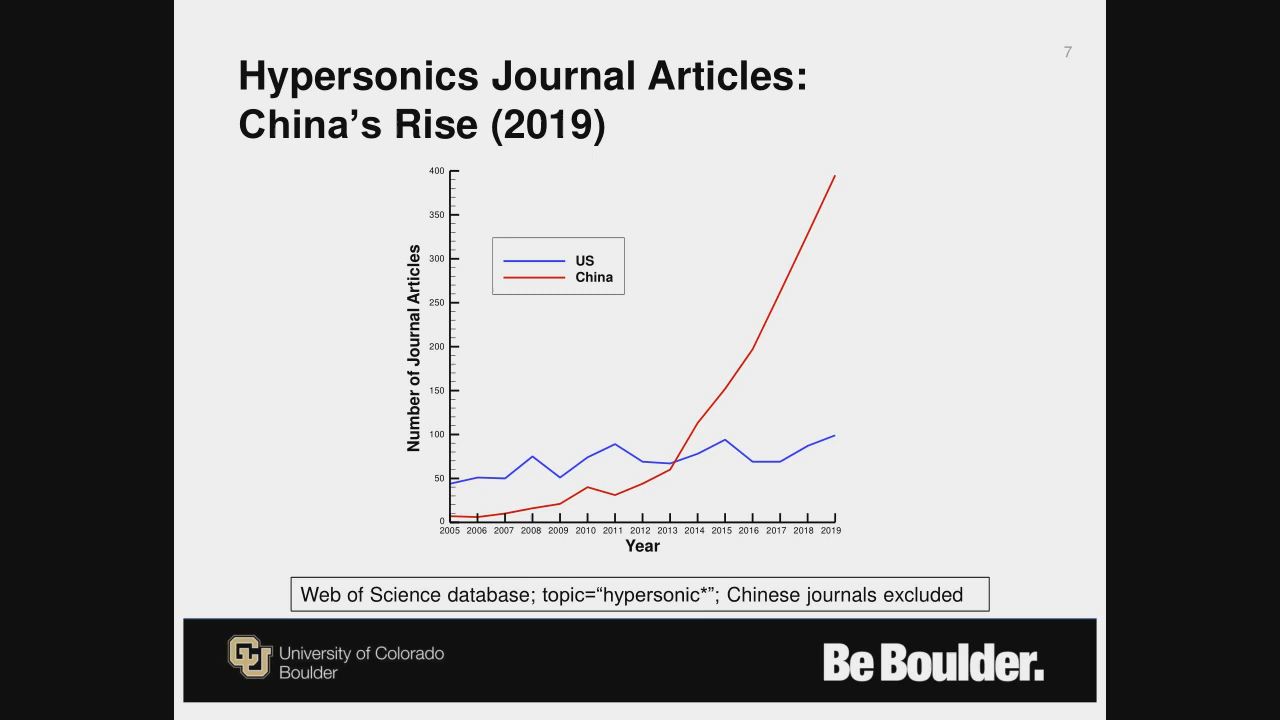 7
Hypersonics Journal Articles:
China’s Rise (2019)
400
350
300
250
200
150
100
50
0
Number of Journal Articles
US
China
2005 2006 2007 2008 2009 2010 2011 2012 2013 2014 2015 2016 2017 2018 2019
Year
Web of Science database; topic=“hypersonic*”; Chinese journals excluded
CU
University of Colorado
Boulder
Be Boulder.